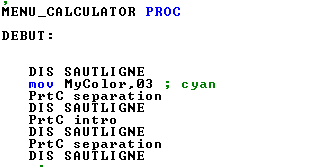 ;
MENU_CALCULATOR PROC
DEBUT:
DIS SAUTLIGNE
mov MyColor,03 ; cyan
PrtC separation
DIS SAUTLIGNE
PrtC intro
DIS SAUTLIGNE
PrtC separation
DIS SAUTLIGNE